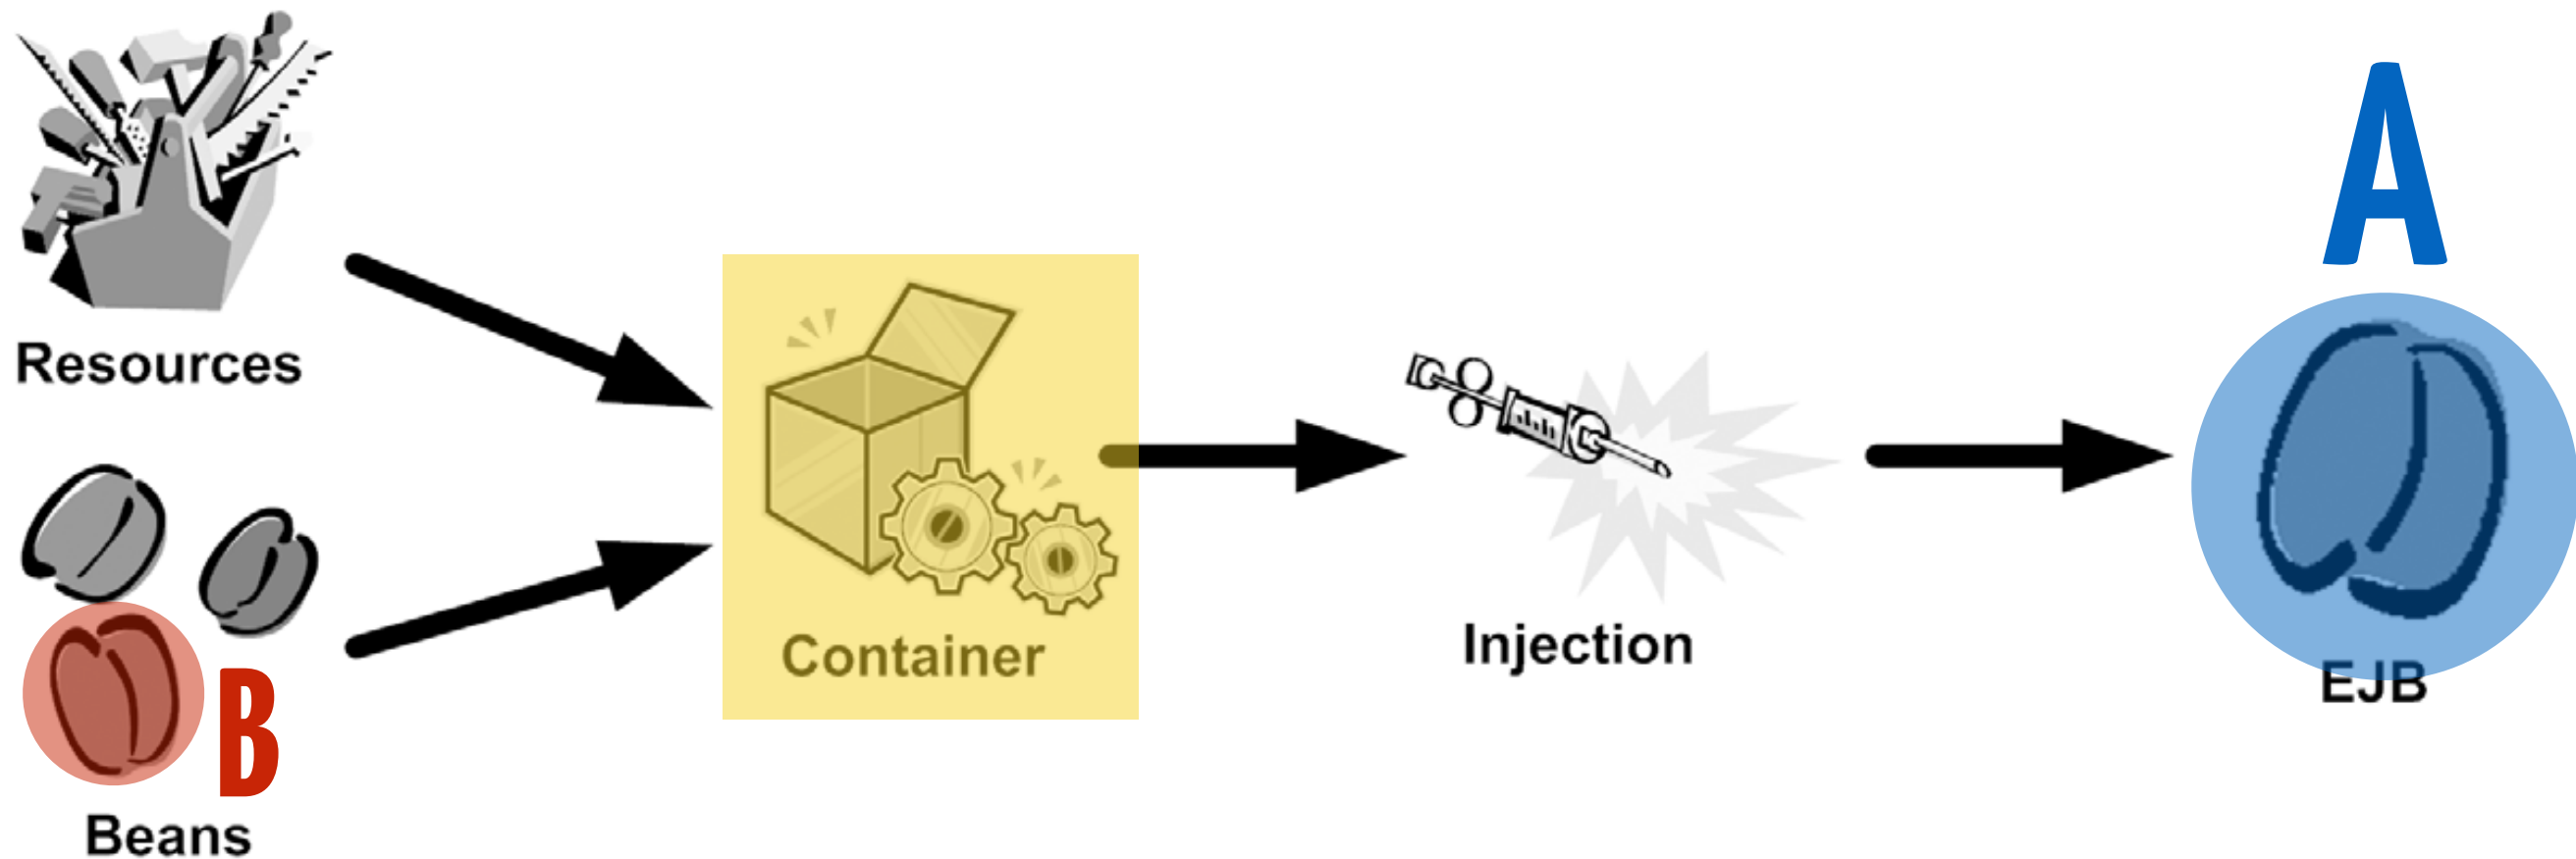 A
Resources
Container
Injection
EJB
B
Beans